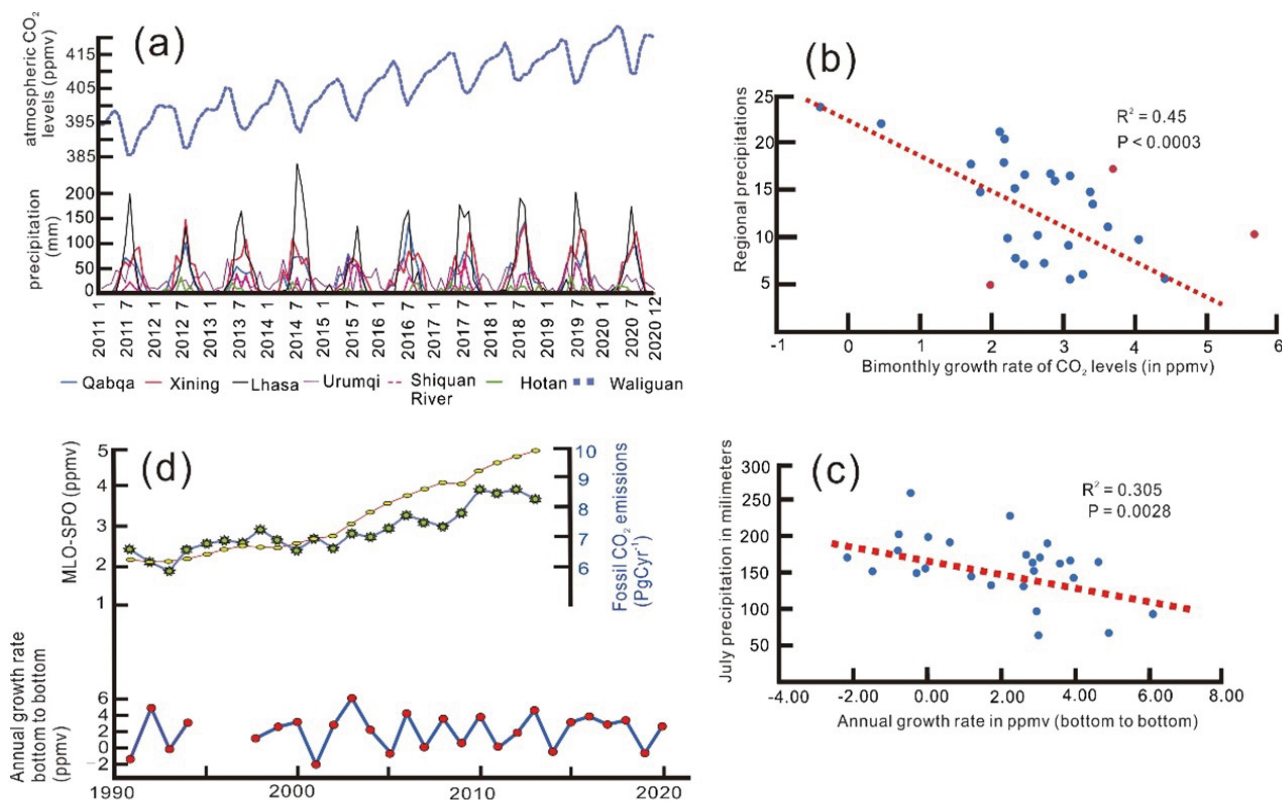 (a)
atmospheric CO₂
levels (ppmv)
415
405
395
385
precipitation
(mm)
200
150
100
50
0
2011 1
2011 7
2012 1
2012 7
2013 1
2013 7
2014 1
2014 7
2015 1
2015 7
2016 1
2016 7
2017 1
2017 7
2018 1
2018 7
2019 1
2019 7
2020 1
2020 7
2020 12
Qabqa Xining Lhasa Urumqi Shiquan River Hotan Waliguan
(b)
Regional precipitations
25
20
15
10
5
R² = 0.45
P < 0.0003
-1 0 1 2 3 4 5 6
Bimonthly growth rate of CO₂ levels (in ppmv)
(d)
MLO-SPO (ppmv)
5
4
3
2
1
10
9
8
7
6
Fossil CO₂ emissions
(PgCyr⁻¹)
Annual growth rate
bottom to bottom
(ppmv)
6
4
2
0
-2
1990 2000 2010 2020
(c)
July precipitation in milimeters
300
250
200
150
100
50
R² = 0.305
P = 0.0028
-4.00 -2.00 0.00 2.00 4.00 6.00 8.00
Annual growth rate in ppmv (bottom to bottom)